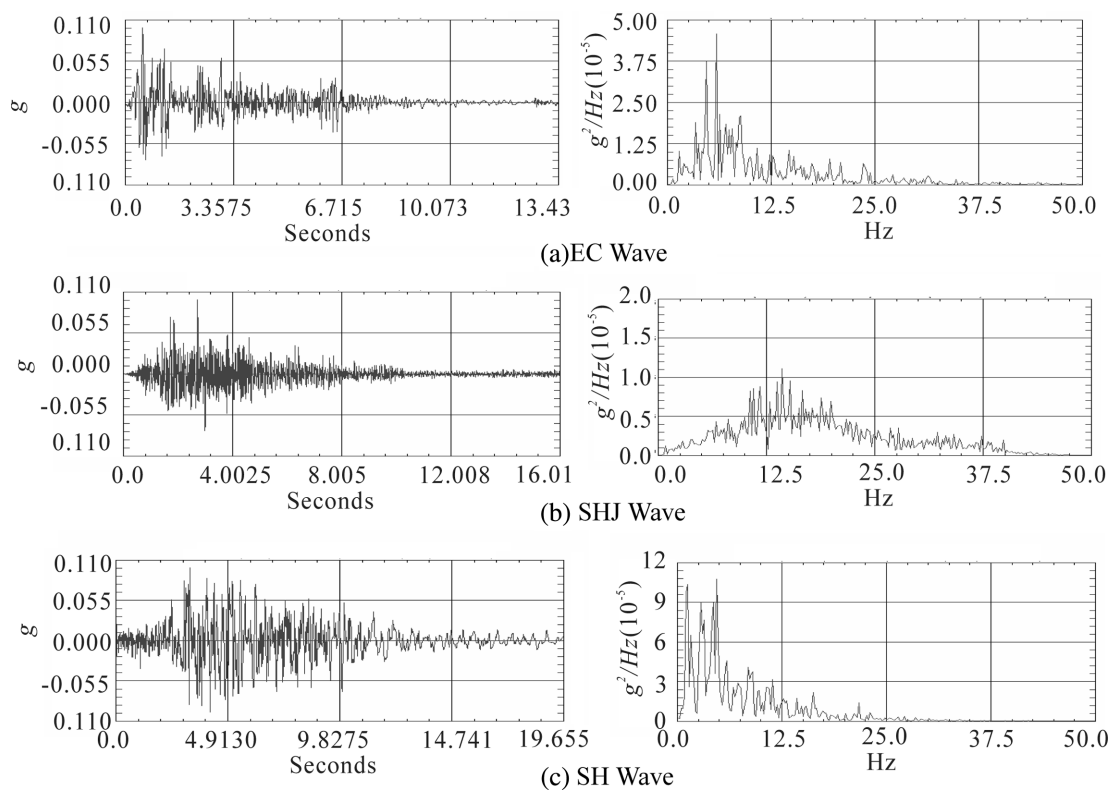 0.110
0.055
0.000
-0.055
0.110
g
0.0 3.3575 6.715 10.073 13.43
Seconds
5.00
3.75
2.50
1.25
0.00
g²/Hz(10⁻⁵)
0.0 12.5 25.0 37.5 50.0
Hz
(a)EC Wave
0.110
0.055
0.000
-0.055
0.110
g
0.0 4.0025 8.005 12.008 16.01
Seconds
2.0
1.5
1.0
0.5
0.0
g²/Hz(10⁻⁵)
0.0 12.5 25.0 37.5 50.0
Hz
(b) SHJ Wave
0.110
0.055
0.000
-0.055
0.110
g
0.0 4.9130 9.8275 14.741 19.655
Seconds
12
9
6
3
0
g²/Hz(10⁻⁵)
0.0 12.5 25.0 37.5 50.0
Hz
(c) SH Wave